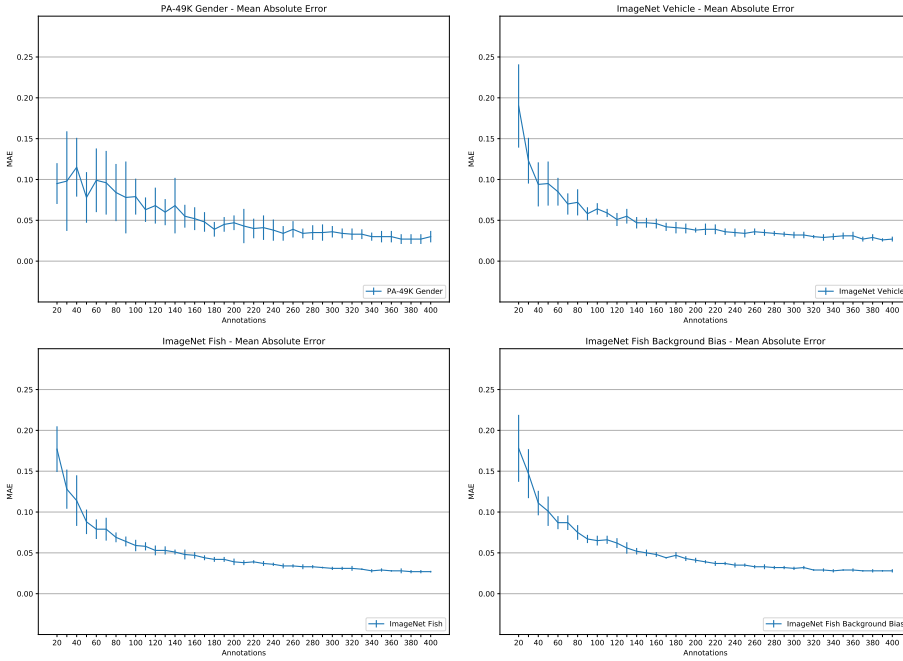 PA-49K Gender - Mean Absolute Error
0.25
0.20
0.15
0.10
0.05
0.00
MAE
20 40 60 80 100 120 140 160 180 200 220 240 260 280 300 320 340 360 380 400
Annotations
PA-49K Gender
ImageNet Vehicle - Mean Absolute Error
0.25
0.20
0.15
0.10
0.05
0.00
MAE
20 40 60 80 100 120 140 160 180 200 220 240 260 280 300 320 340 360 380 400
Annotations
ImageNet Vehicle
ImageNet Fish - Mean Absolute Error
0.25
0.20
0.15
0.10
0.05
0.00
MAE
20 40 60 80 100 120 140 160 180 200 220 240 260 280 300 320 340 360 380 400
Annotations
ImageNet Fish
ImageNet Fish Background Bias - Mean Absolute Error
0.25
0.20
0.15
0.10
0.05
0.00
MAE
20 40 60 80 100 120 140 160 180 200 220 240 260 280 300 320 340 360 380 400
Annotations
ImageNet Fish Background Bias